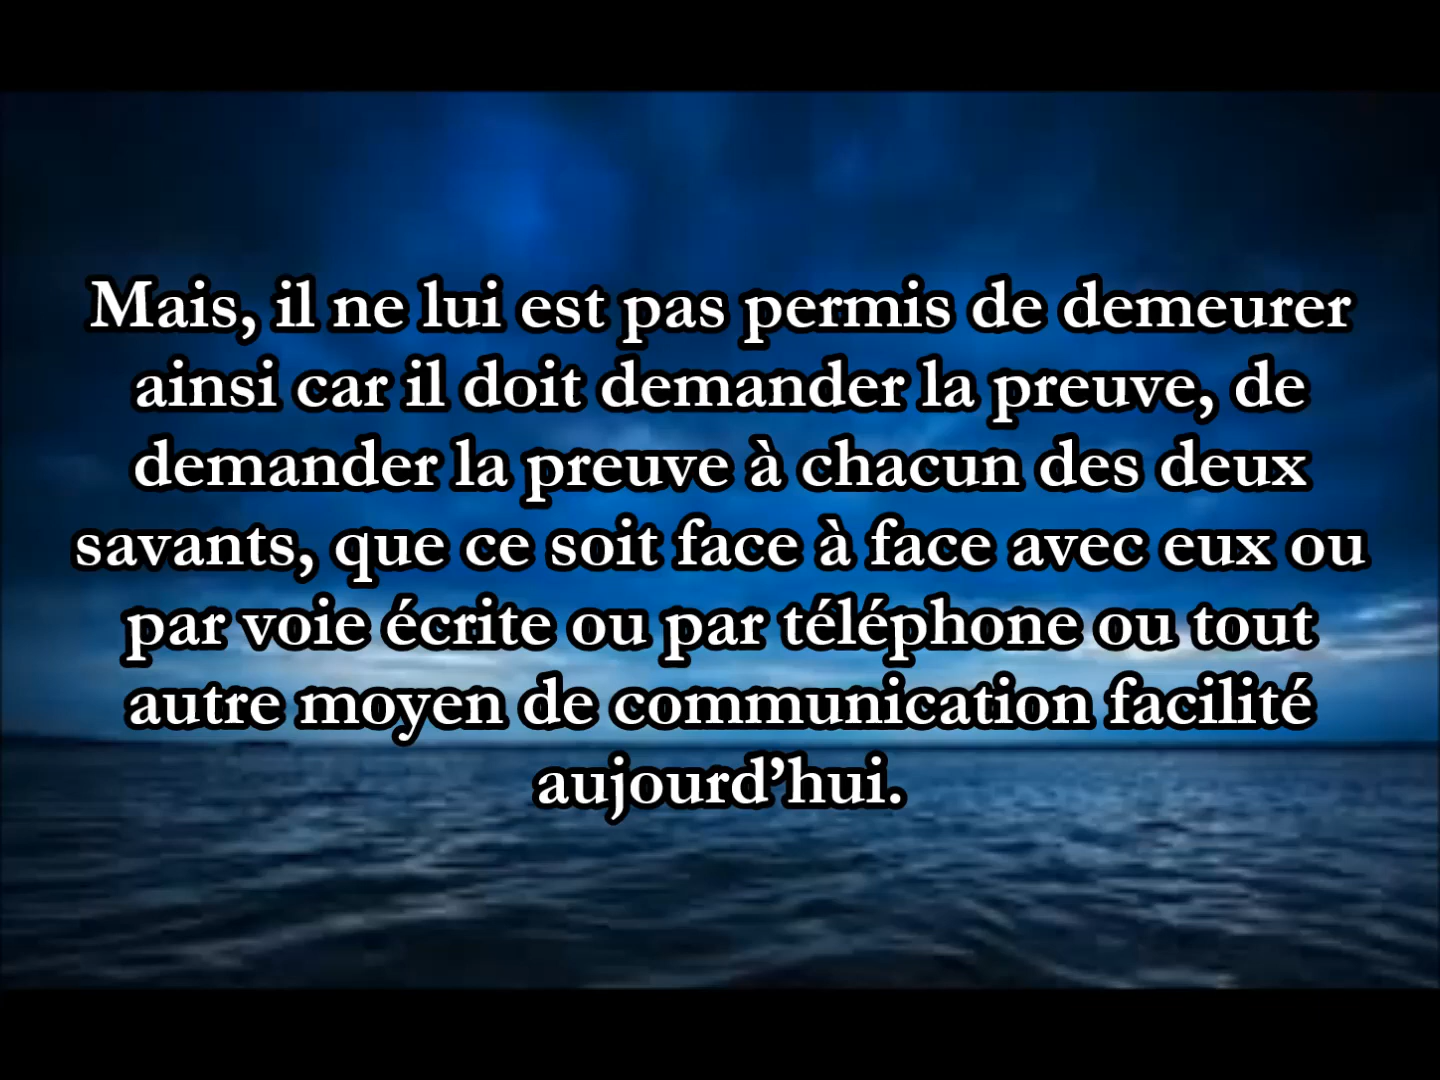 Mais, il ne lui est pas permis de demeurer
ainsi car il doit demander la preuve, de
demander la preuve à chacun des deux
savants, que ce soit face à face avec eux ou
par voie écrite ou par téléphone ou tout
autre moyen de communication facilité
aujourd’hui.